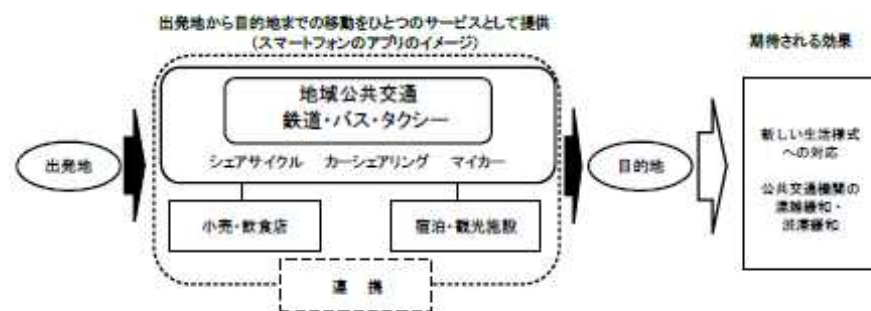 出発地から目的地までの移動をひとつのサービスとして提供
(スマートフォンのアプリのイメージ)
期待される効果
地域公共交通
鉄道・バス・タクシー
シェアサイクル カーシェアリング マイカー
出発地
目的地
小売・飲食店
宿泊・観光施設
連 携
新しい生活様式
への対応
公共交通機関の
混雑緩和・
渋滞緩和